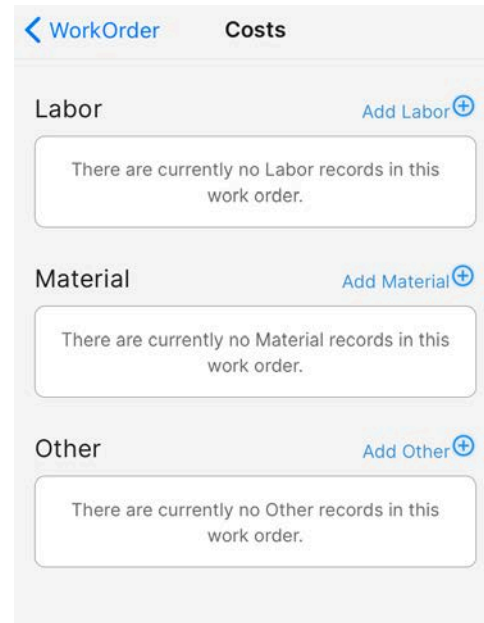 WorkOrder Costs
Labor Add Labor
There are currently no Labor records in this
work order.
Material Add Material
There are currently no Material records in this
work order.
Other Add Other
There are currently no Other records in this
work order.